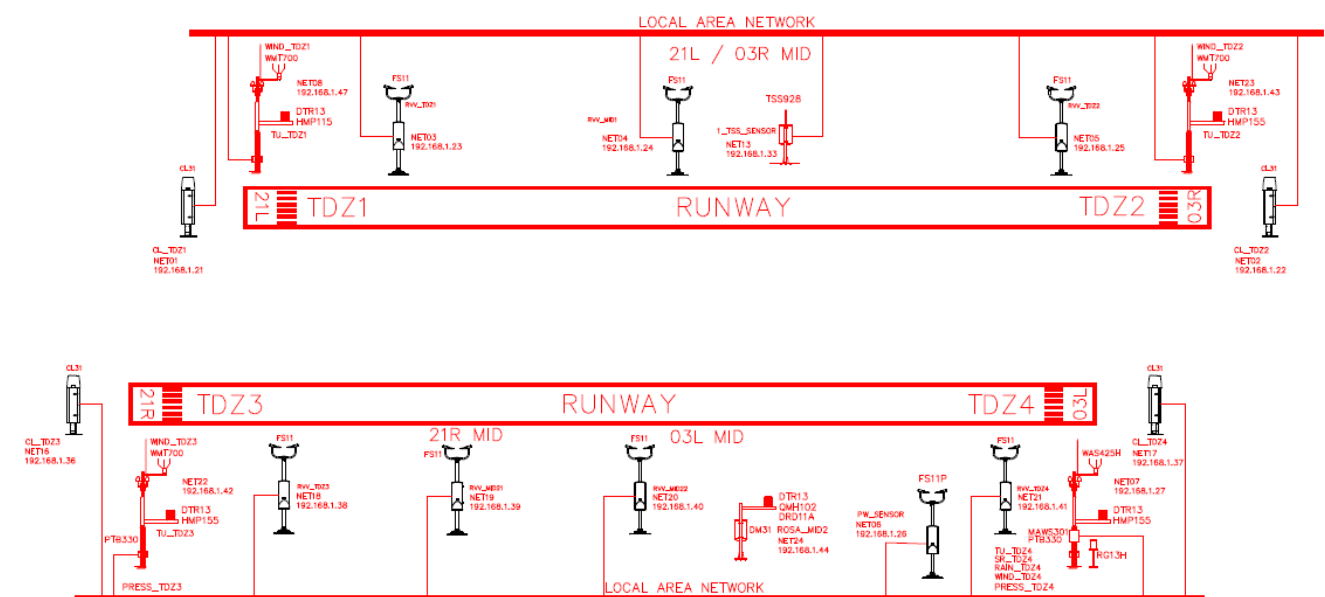 LOCAL AREA NETWORK
21L / 03R MID
WIND_TDZ1
WMT700
NET08
192.168.1.47
DTR13
HMP115
TU_TDZ1
FS11
RVV_TDZ1
NET03
192.168.1.23
FS11
RVV_MID1
NET04
192.168.1.24
TSS928
1_TSS_SENSOR
NET13
192.168.1.33
FS11
RVV_TDZ2
NET05
192.168.1.25
WIND_TDZ2
WMT700
NET23
192.168.1.43
DTR13
HMP155
TU_TDZ2
CL31
CL_TDZ1
NET01
192.168.1.21
21L
TDZ1
RUNWAY
TDZ2
03R
CL31
CL_TDZ2
NET02
192.168.1.22
CL31
CL_TDZ3
NET16
192.168.1.36
21R
TDZ3
RUNWAY
TDZ4
03L
CL31
CL_TDZ4
NET17
192.168.1.37
21R MID
03L MID
WIND_TDZ3
WMT700
NET22
192.168.1.42
DTR13
HMP155
TU_TDZ3
PTB330
PRESS_TDZ3
FS11
RVV_TDZ3
NET18
192.168.1.38
FS11
RVV_MID21
NET19
192.168.1.39
FS11
RVV_MID22
NET20
192.168.1.40
DTR13
QMH102
DRD11A
DM31 ROSA_MID2
NET24
192.168.1.44
FS11P
PW_SENSOR
NET06
192.168.1.26
FS11
RVV_TDZ4
NET21
192.168.1.41
WAS425H
NET07
192.168.1.27
DTR13
HMP155
MAWS301
PTB330
RG13H
TU_TDZ4
SR_TDZ4
RAIN_TDZ4
WIND_TDZ4
PRESS_TDZ4
LOCAL AREA NETWORK